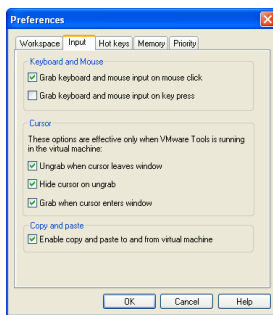 Preferences
Workspace Input Hot keys Memory Priority
Keyboard and Mouse
Grab keyboard and mouse input on mouse click
Grab keyboard and mouse input on key press
Cursor
These options are effective only when VMware Tools is running
in the virtual machine:
Ungrab when cursor leaves window
Hide cursor on ungrab
Grab when cursor enters window
Copy and paste
Enable copy and paste to and from virtual machine
OK Cancel Help